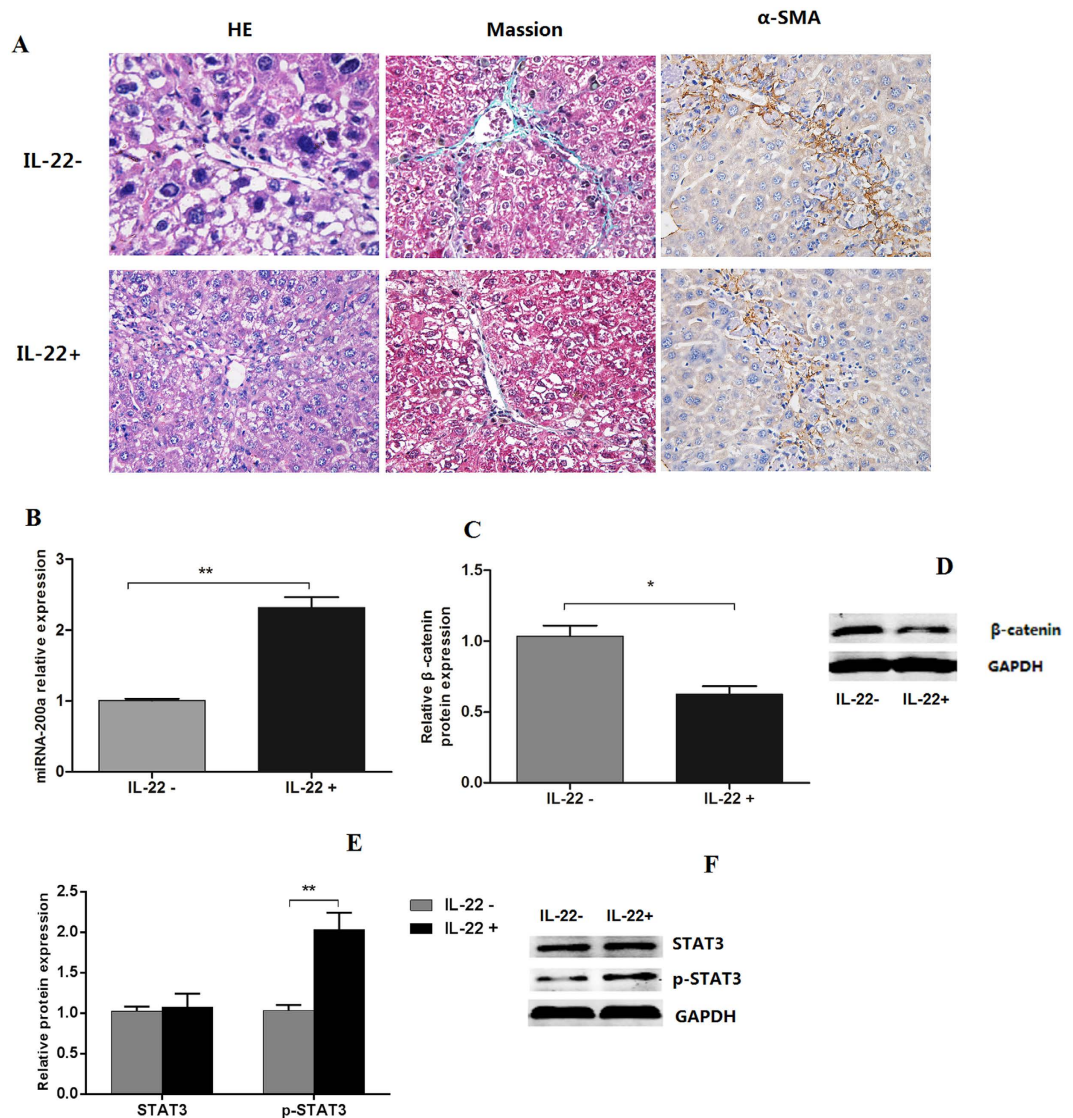 HE
Massion
α-SMA
A
IL-22-
IL-22+
B
miRNA-200a relative expression
3
2
1
0
**
IL-22 -
IL-22 +
C
Relative β -catenin
protein expression
1.5
1.0
0.5
0.0
*
IL-22 -
IL-22 +
D
β-catenin
GAPDH
IL-22-
IL-22+
E
Relative protein expression
2.5
2.0
1.5
1.0
0.5
0.0
**
STAT3
p-STAT3
IL-22 -
IL-22 +
F
IL-22-
IL-22+
STAT3
p-STAT3
GAPDH